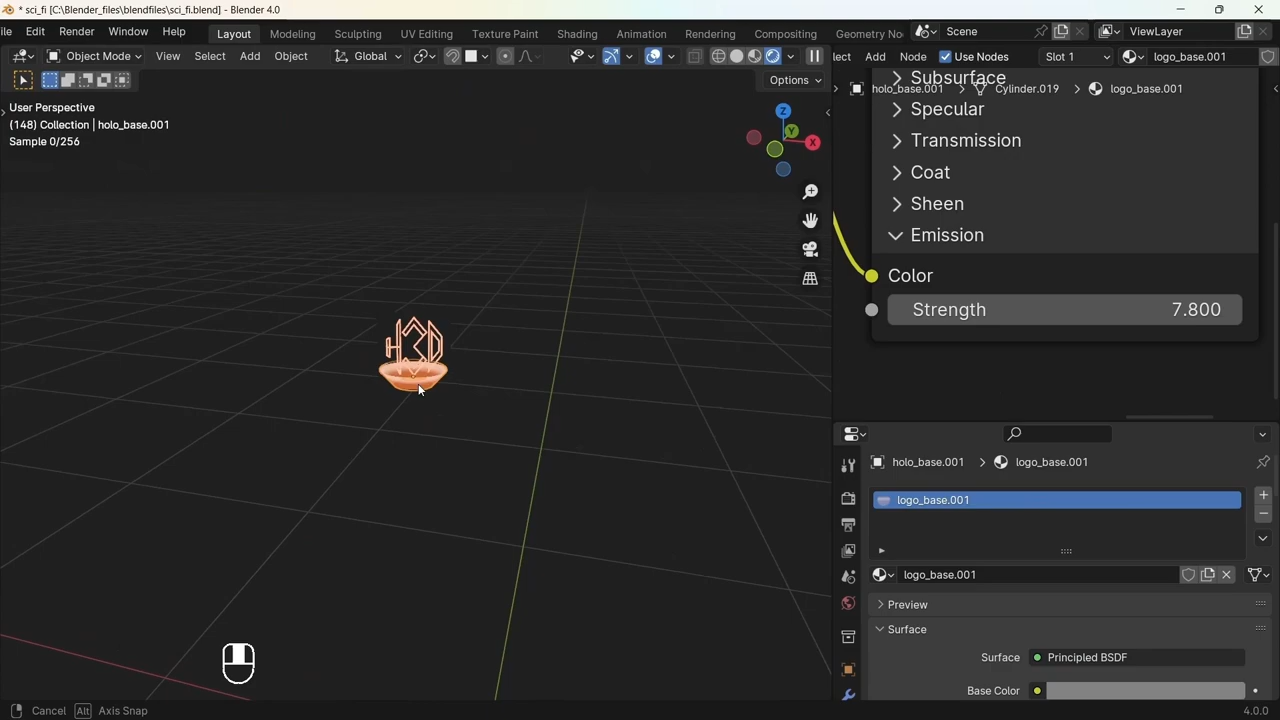 * sci_fi [C:\Blender_files\blendfiles\sci_fi.blend] - Blender 4.0
ile Edit Render Window Help Layout Modeling Sculpting UV Editing Texture Paint Shading Animation Rendering Compositing Geometry No Scene ViewLayer
Object Mode View Select Add Object Global lect Add Node Use Nodes Slot 1 logo_base.001
Options
holo_base.001 Cylinder.019 logo_base.001
User Perspective
(148) Collection | holo_base.001
Sample 0/256
Z
Y
X
Subsurface
Specular
Transmission
Coat
Sheen
Emission
Color
Strength 7.800
H3D
holo_base.001 logo_base.001
logo_base.001
logo_base.001
Preview
Surface
Surface Principled BSDF
Base Color
Cancel Alt Axis Snap
4.0.0